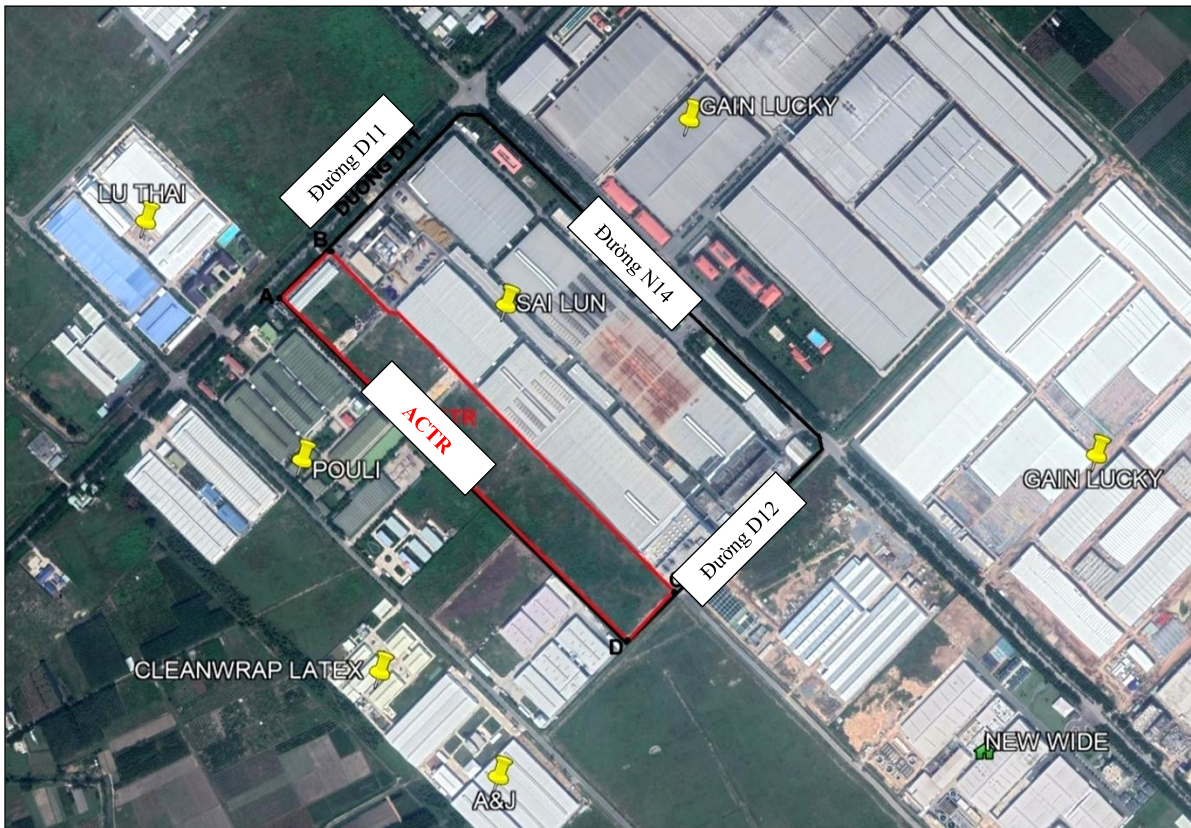 GAIN LUCKY
Đường D11
DUONG D11
LU THAI
B
A
Đường N14
SAI LUN
ACTR
TR
POULI
GAIN LUCKY
Đường D12
C
D
CLEANWRAP LATEX
NEW WIDE
A&J